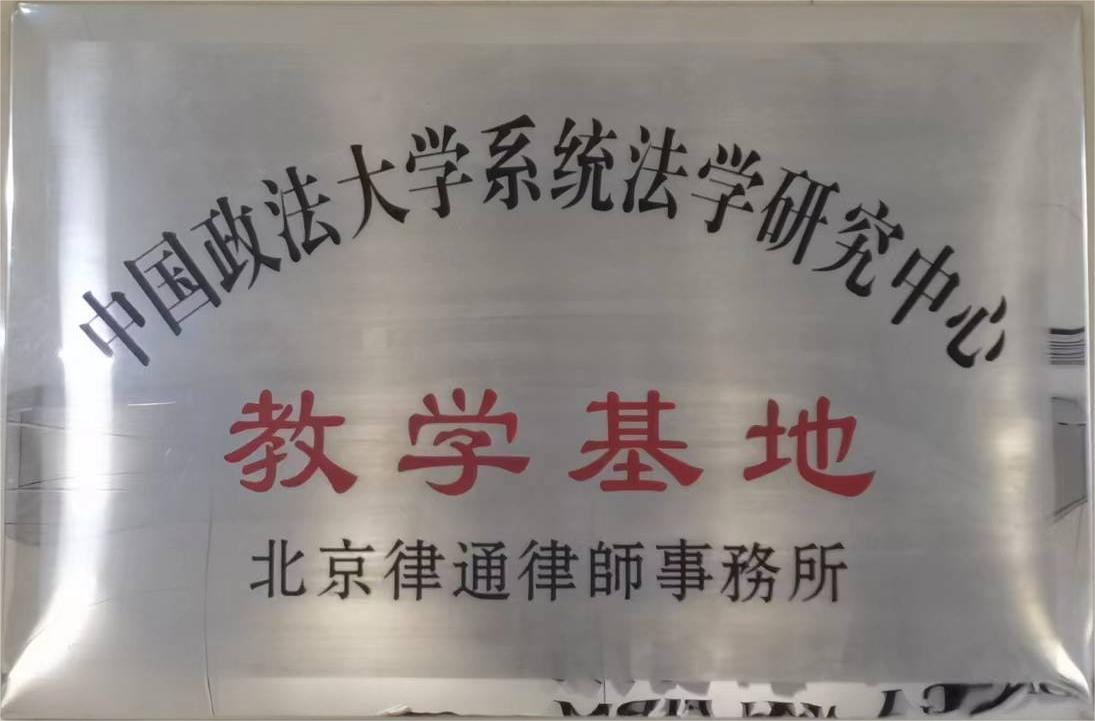 中国政法大学系统法学研究中心
教学基地
北京律通律師事務所